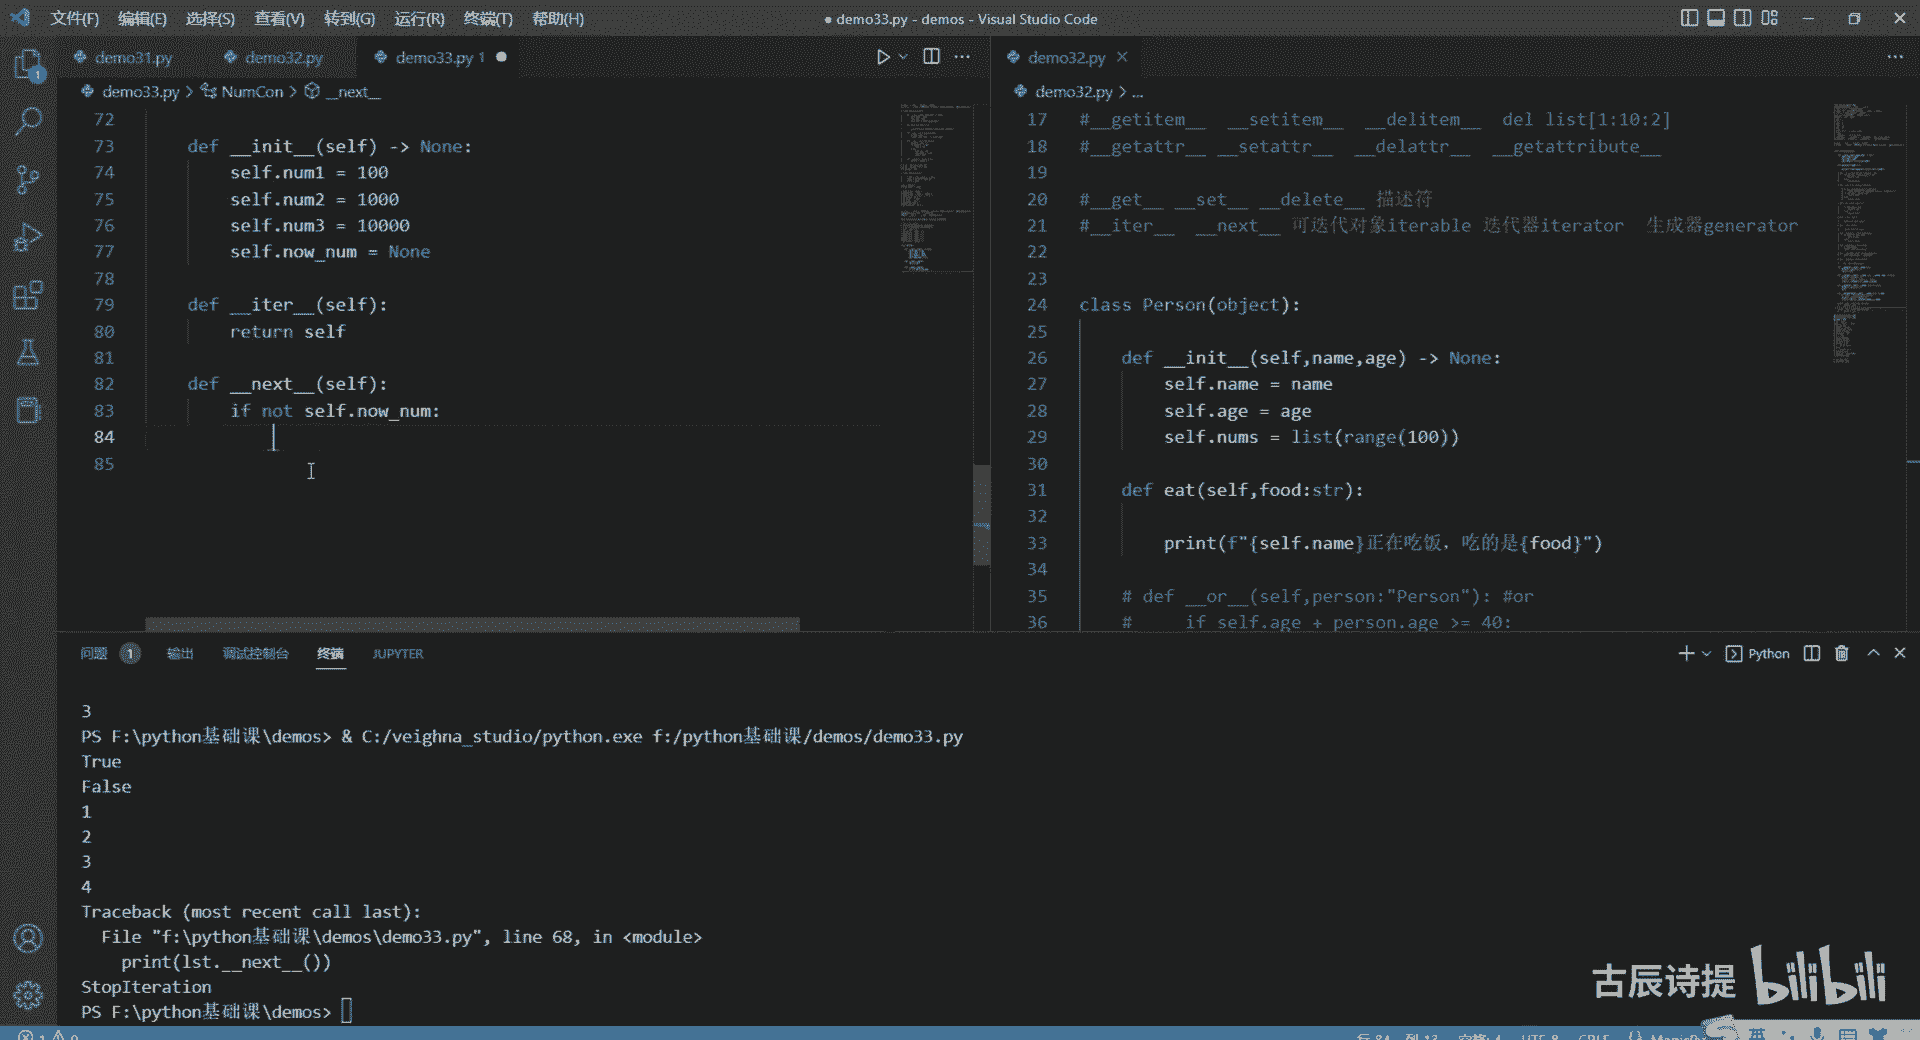 文件(F) 编辑(E) 选择(S) 查看(V) 转到(G) 运行(R) 终端(T) 帮助(H)
● demo33.py - demos - Visual Studio Code
demo31.py demo32.py demo33.py 1 ●
demo33.py > NumCon > __next__
72
73 def __init__(self) -> None:
74 self.num1 = 100
75 self.num2 = 1000
76 self.num3 = 10000
77 self.now_num = None
78
79 def __iter__(self):
80 return self
81
82 def __next__(self):
83 if not self.now_num:
84
85
demo32.py
demo32.py > ...
17 #__getitem__ __setitem__ __delitem__ del list[1:10:2]
18 #__getattr__ __setattr__ __delattr__ __getattribute__
19
20 #__get__ __set__ __delete__ 描述符
21 #__iter__ __next__ 可迭代对象iterable 迭代器iterator 生成器generator
22
23
24 class Person(object):
25
26 def __init__(self,name,age) -> None:
27 self.name = name
28 self.age = age
29 self.nums = list(range(100))
30
31 def eat(self,food:str):
32
33 print(f"{self.name}正在吃饭，吃的是{food}")
34
35 # def __or__(self,person:"Person"): #or
36 # if self.age + person.age >= 40:
问题 1 输出 调试控制台 终端 JUPYTER
Python
3
PS F:\python基础课\demos> & C:/veighna_studio/python.exe f:/python基础课/demos/demo33.py
True
False
1
2
3
4
Traceback (most recent call last):
File "f:\python基础课\demos\demo33.py", line 68, in <module>
print(lst.__next__())
StopIteration
PS F:\python基础课\demos>
古辰诗提 bilibili